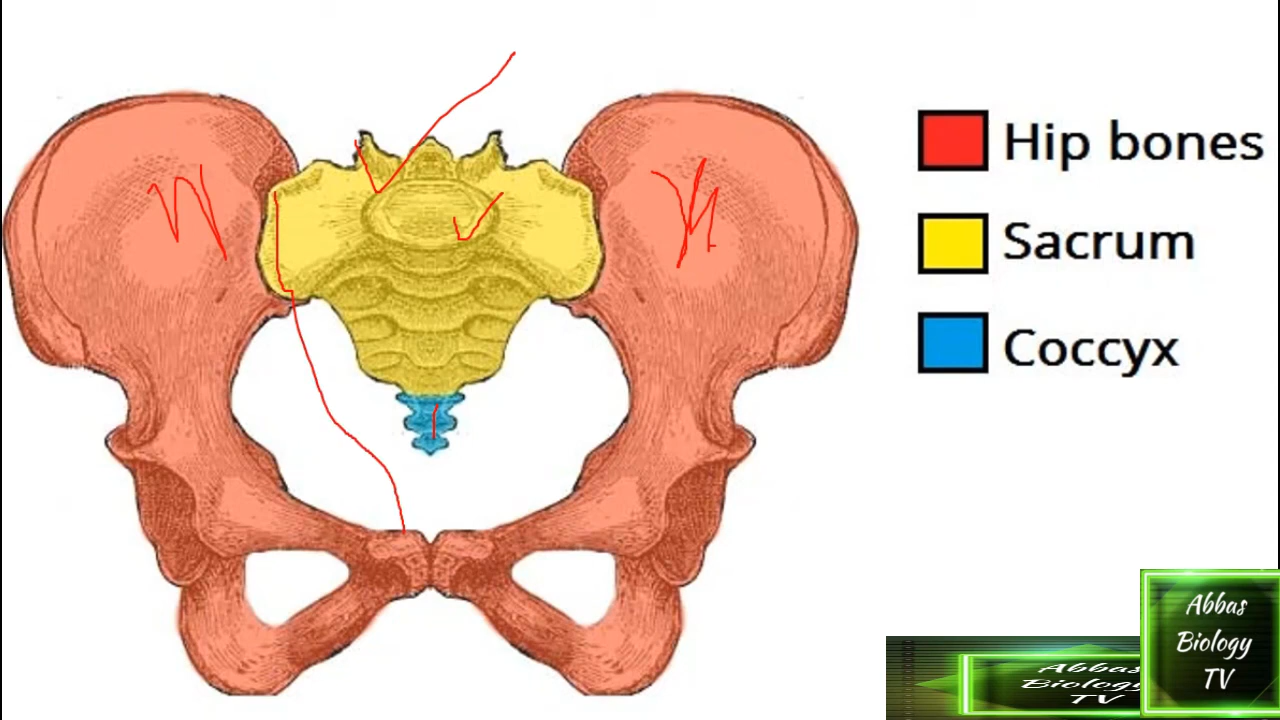 Hip bones
Sacrum
Coccyx
Abbas
Biology
TV
Abbas
Biology
TV